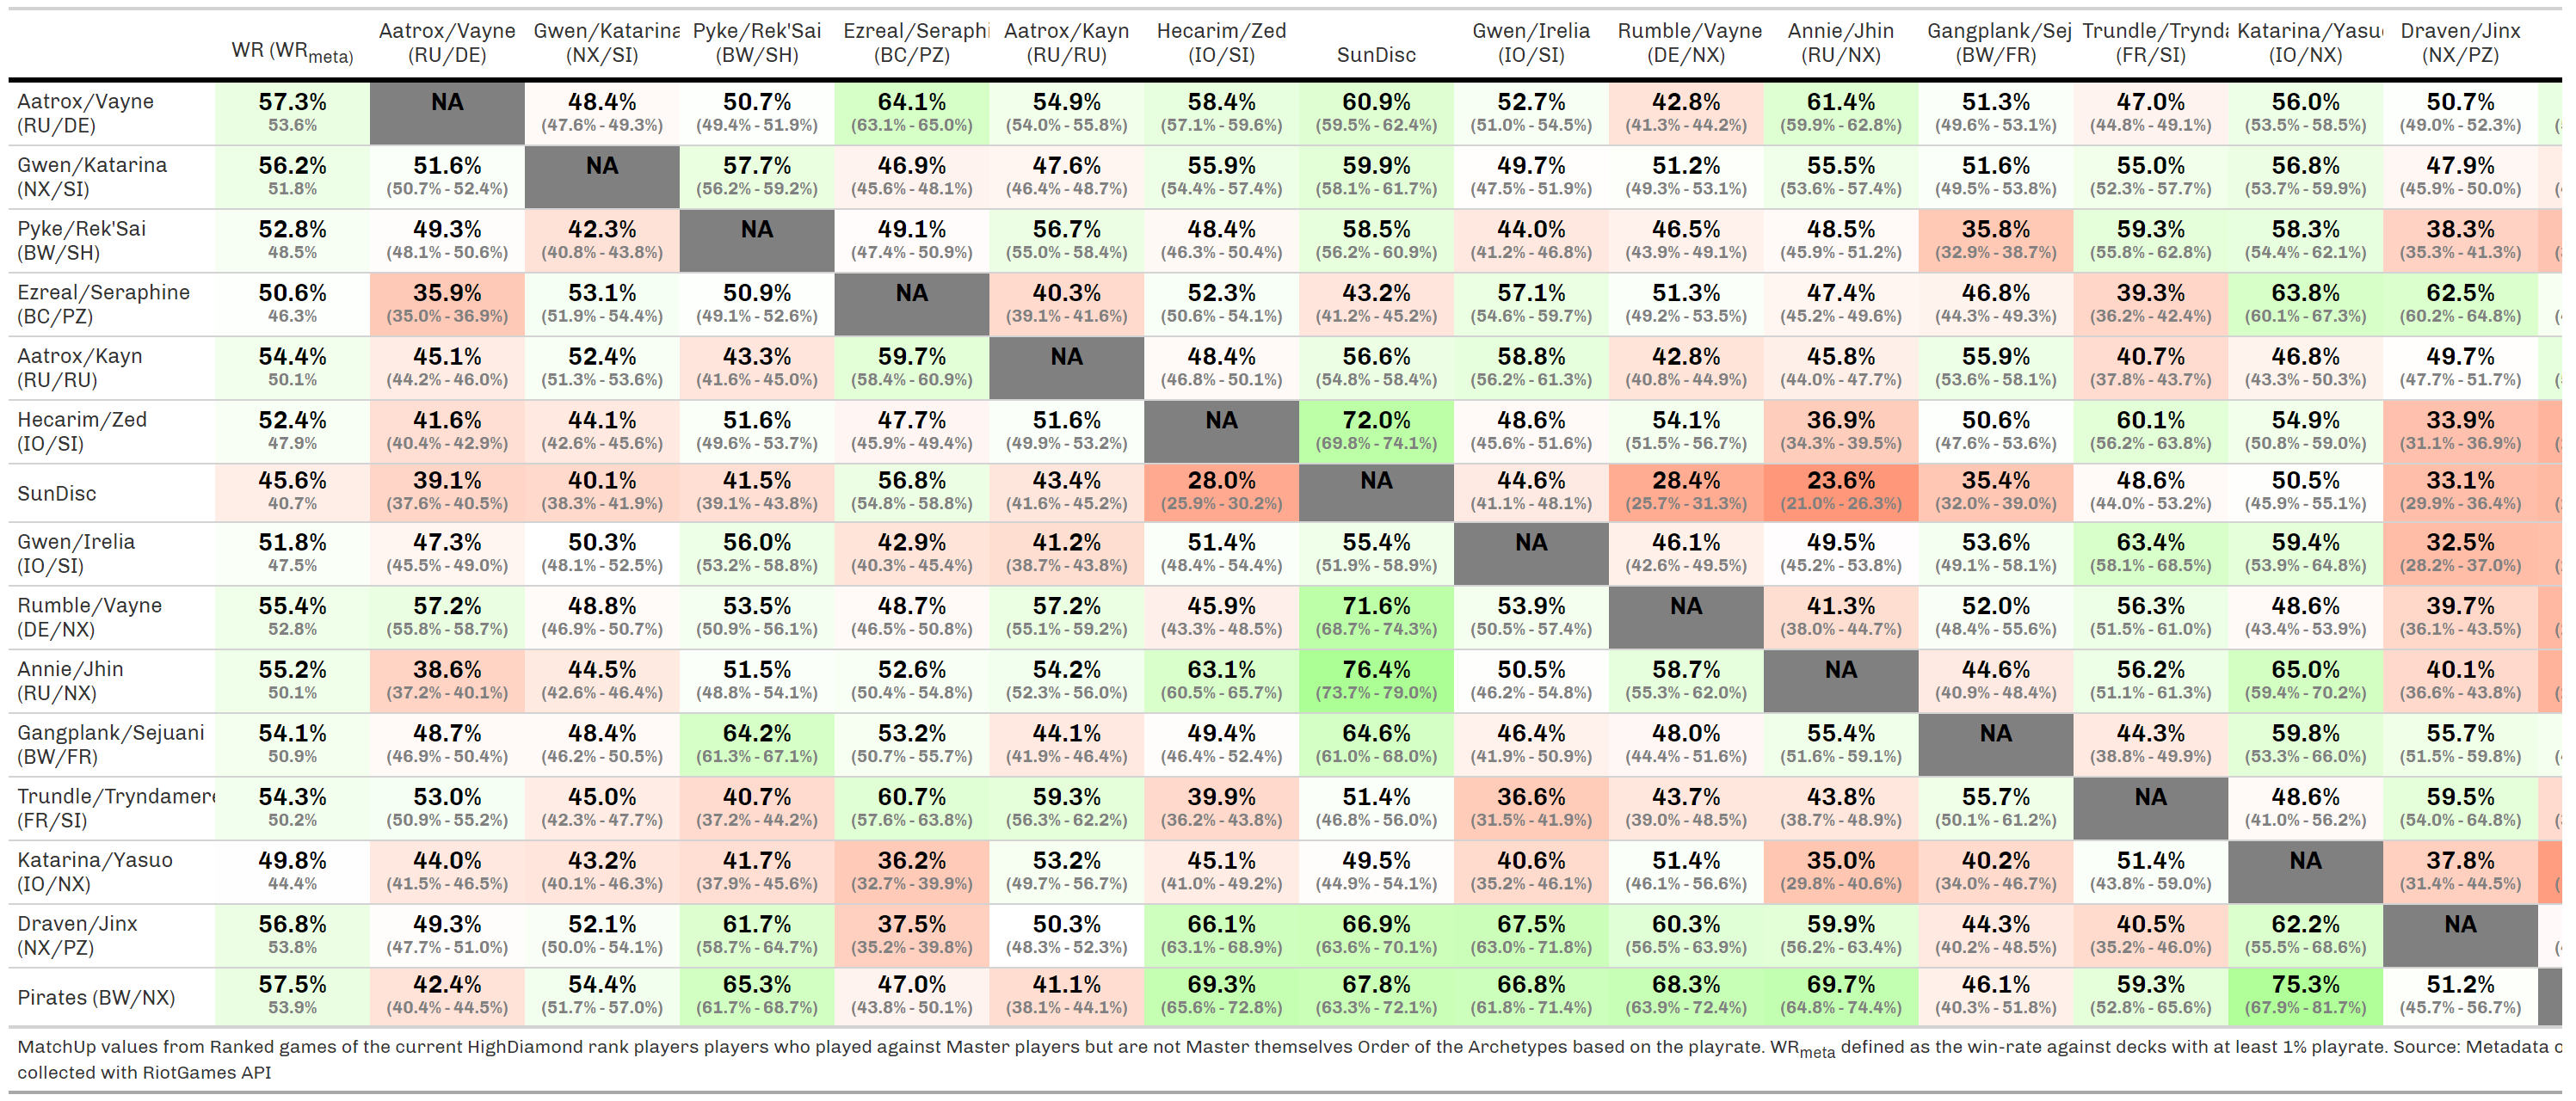 WR (WRmeta) Aatrox/Vayne (RU/DE) Gwen/Katarina (NX/SI) Pyke/Rek'Sai (BW/SH) Ezreal/Seraphi (BC/PZ) Aatrox/Kayn (RU/RU) Hecarim/Zed (IO/SI) SunDisc Gwen/Irelia (IO/SI) Rumble/Vayne (DE/NX) Annie/Jhin (RU/NX) Gangplank/Sej (BW/FR) Trundle/Trynda (FR/SI) Katarina/Yasu (IO/NX) Draven/Jinx (NX/PZ)
Aatrox/Vayne 57.3% NA 48.4% 50.7% 64.1% 54.9% 58.4% 60.9% 52.7% 42.8% 61.4% 51.3% 47.0% 56.0% 50.7%
(RU/DE) 53.6% (47.6% - 49.3%) (49.4% - 51.9%) (63.1% - 65.0%) (54.0% - 55.8%) (57.1% - 59.6%) (59.5% - 62.4%) (51.0% - 54.5%) (41.3% - 44.2%) (59.9% - 62.8%) (49.6% - 53.1%) (44.8% - 49.1%) (53.5% - 58.5%) (49.0% - 52.3%)
Gwen/Katarina 56.2% 51.6% NA 57.7% 46.9% 47.6% 55.9% 59.9% 49.7% 51.2% 55.5% 51.6% 55.0% 56.8% 47.9%
(NX/SI) 51.8% (50.7% - 52.4%) (56.2% - 59.2%) (45.6% - 48.1%) (46.4% - 48.7%) (54.4% - 57.4%) (58.1% - 61.7%) (47.5% - 51.9%) (49.3% - 53.1%) (53.6% - 57.4%) (49.5% - 53.8%) (52.3% - 57.7%) (53.7% - 59.9%) (45.9% - 50.0%)
Pyke/Rek'Sai 52.8% 49.3% 42.3% NA 49.1% 56.7% 48.4% 58.5% 44.0% 46.5% 48.5% 35.8% 59.3% 58.3% 38.3%
(BW/SH) 48.5% (48.1% - 50.6%) (40.8% - 43.8%) (47.4% - 50.9%) (55.0% - 58.4%) (46.3% - 50.4%) (56.2% - 60.9%) (41.2% - 46.8%) (43.9% - 49.1%) (45.9% - 51.2%) (32.9% - 38.7%) (55.8% - 62.8%) (54.4% - 62.1%) (35.3% - 41.3%)
Ezreal/Seraphine 50.6% 35.9% 53.1% 50.9% NA 40.3% 52.3% 43.2% 57.1% 51.3% 47.4% 46.8% 39.3% 63.8% 62.5%
(BC/PZ) 46.3% (35.0% - 36.9%) (51.9% - 54.4%) (49.1% - 52.6%) (39.1% - 41.6%) (50.6% - 54.1%) (41.2% - 45.2%) (54.6% - 59.7%) (49.2% - 53.5%) (45.2% - 49.6%) (44.3% - 49.3%) (36.2% - 42.4%) (60.1% - 67.3%) (60.2% - 64.8%)
Aatrox/Kayn 54.4% 45.1% 52.4% 43.3% 59.7% NA 48.4% 56.6% 58.8% 42.8% 45.8% 55.9% 40.7% 46.8% 49.7%
(RU/RU) 50.1% (44.2% - 46.0%) (51.3% - 53.6%) (41.6% - 45.0%) (58.4% - 60.9%) (46.8% - 50.1%) (54.8% - 58.4%) (56.2% - 61.3%) (40.8% - 44.9%) (44.0% - 47.7%) (53.6% - 58.1%) (37.8% - 43.7%) (43.3% - 50.3%) (47.7% - 51.7%)
Hecarim/Zed 52.4% 41.6% 44.1% 51.6% 47.7% 51.6% NA 72.0% 48.6% 54.1% 36.9% 50.6% 60.1% 54.9% 33.9%
(IO/SI) 47.9% (40.4% - 42.9%) (42.6% - 45.6%) (49.6% - 53.7%) (45.9% - 49.4%) (49.9% - 53.2%) (69.8% - 74.1%) (45.6% - 51.6%) (51.5% - 56.7%) (34.3% - 39.5%) (47.6% - 53.6%) (56.2% - 63.8%) (50.8% - 59.0%) (31.1% - 36.9%)
SunDisc 45.6% 39.1% 40.1% 41.5% 56.8% 43.4% 28.0% NA 44.6% 28.4% 23.6% 35.4% 48.6% 50.5% 33.1%
40.7% (37.6% - 40.5%) (38.3% - 41.9%) (39.1% - 43.8%) (54.8% - 58.8%) (41.6% - 45.2%) (25.9% - 30.2%) (41.1% - 48.1%) (25.7% - 31.3%) (21.0% - 26.3%) (32.0% - 39.0%) (44.0% - 53.2%) (45.9% - 55.1%) (29.9% - 36.4%)
Gwen/Irelia 51.8% 47.3% 50.3% 56.0% 42.9% 41.2% 51.4% 55.4% NA 46.1% 49.5% 53.6% 63.4% 59.4% 32.5%
(IO/SI) 47.5% (45.5% - 49.0%) (48.1% - 52.5%) (53.2% - 58.8%) (40.3% - 45.4%) (38.7% - 43.8%) (48.4% - 54.4%) (51.9% - 58.9%) (42.6% - 49.5%) (45.2% - 53.8%) (49.1% - 58.1%) (58.1% - 68.5%) (53.9% - 64.8%) (28.2% - 37.0%)
Rumble/Vayne 55.4% 57.2% 48.8% 53.5% 48.7% 57.2% 45.9% 71.6% 53.9% NA 41.3% 52.0% 56.3% 48.6% 39.7%
(DE/NX) 52.8% (55.8% - 58.7%) (46.9% - 50.7%) (50.9% - 56.1%) (46.5% - 50.8%) (55.1% - 59.2%) (43.3% - 48.5%) (68.7% - 74.3%) (50.5% - 57.4%) (38.0% - 44.7%) (48.4% - 55.6%) (51.5% - 61.0%) (43.4% - 53.9%) (36.1% - 43.5%)
Annie/Jhin 55.2% 38.6% 44.5% 51.5% 52.6% 54.2% 63.1% 76.4% 50.5% 58.7% NA 44.6% 56.2% 65.0% 40.1%
(RU/NX) 50.1% (37.2% - 40.1%) (42.6% - 46.4%) (48.8% - 54.1%) (50.4% - 54.8%) (52.3% - 56.0%) (60.5% - 65.7%) (73.7% - 79.0%) (46.2% - 54.8%) (55.3% - 62.0%) (40.9% - 48.4%) (51.1% - 61.3%) (59.4% - 70.2%) (36.6% - 43.8%)
Gangplank/Sejuani 54.1% 48.7% 48.4% 64.2% 53.2% 44.1% 49.4% 64.6% 46.4% 48.0% 55.4% NA 44.3% 59.8% 55.7%
(BW/FR) 50.9% (46.9% - 50.4%) (46.2% - 50.5%) (61.3% - 67.1%) (50.7% - 55.7%) (41.9% - 46.4%) (46.4% - 52.4%) (61.0% - 68.0%) (41.9% - 50.9%) (44.4% - 51.6%) (51.6% - 59.1%) (38.8% - 49.9%) (53.3% - 66.0%) (51.5% - 59.8%)
Trundle/Tryndamere 54.3% 53.0% 45.0% 40.7% 60.7% 59.3% 39.9% 51.4% 36.6% 43.7% 43.8% 55.7% NA 48.6% 59.5%
(FR/SI) 50.2% (50.9% - 55.2%) (42.3% - 47.7%) (37.2% - 44.2%) (57.6% - 63.8%) (56.3% - 62.2%) (36.2% - 43.8%) (46.8% - 56.0%) (31.5% - 41.9%) (39.0% - 48.5%) (38.7% - 48.9%) (50.1% - 61.2%) (41.0% - 56.2%) (54.0% - 64.8%)
Katarina/Yasuo 49.8% 44.0% 43.2% 41.7% 36.2% 53.2% 45.1% 49.5% 40.6% 51.4% 35.0% 40.2% 51.4% NA 37.8%
(IO/NX) 44.4% (41.5% - 46.5%) (40.1% - 46.3%) (37.9% - 45.6%) (32.7% - 39.9%) (49.7% - 56.7%) (41.0% - 49.2%) (44.9% - 54.1%) (35.2% - 46.1%) (46.1% - 56.6%) (29.8% - 40.6%) (34.0% - 46.7%) (43.8% - 59.0%) (31.4% - 44.5%)
Draven/Jinx 56.8% 49.3% 52.1% 61.7% 37.5% 50.3% 66.1% 66.9% 67.5% 60.3% 59.9% 44.3% 40.5% 62.2% NA
(NX/PZ) 53.8% (47.7% - 51.0%) (50.0% - 54.1%) (58.7% - 64.7%) (35.2% - 39.8%) (48.3% - 52.3%) (63.1% - 68.9%) (63.6% - 70.1%) (63.0% - 71.8%) (56.5% - 63.9%) (56.2% - 63.4%) (40.2% - 48.5%) (35.2% - 46.0%) (55.5% - 68.6%)
Pirates (BW/NX) 57.5% 42.4% 54.4% 65.3% 47.0% 41.1% 69.3% 67.8% 66.8% 68.3% 69.7% 46.1% 59.3% 75.3% 51.2%
53.9% (40.4% - 44.5%) (51.7% - 57.0%) (61.7% - 68.7%) (43.8% - 50.1%) (38.1% - 44.1%) (65.6% - 72.8%) (63.3% - 72.1%) (61.8% - 71.4%) (63.9% - 72.4%) (64.8% - 74.4%) (40.3% - 51.8%) (52.8% - 65.6%) (67.9% - 81.7%) (45.7% - 56.7%)
MatchUp values from Ranked games of the current HighDiamond rank players players who played against Master players but are not Master themselves Order of the Archetypes based on the playrate. WRmeta defined as the win-rate against decks with at least 1% playrate. Source: Metadata
collected with RiotGames API